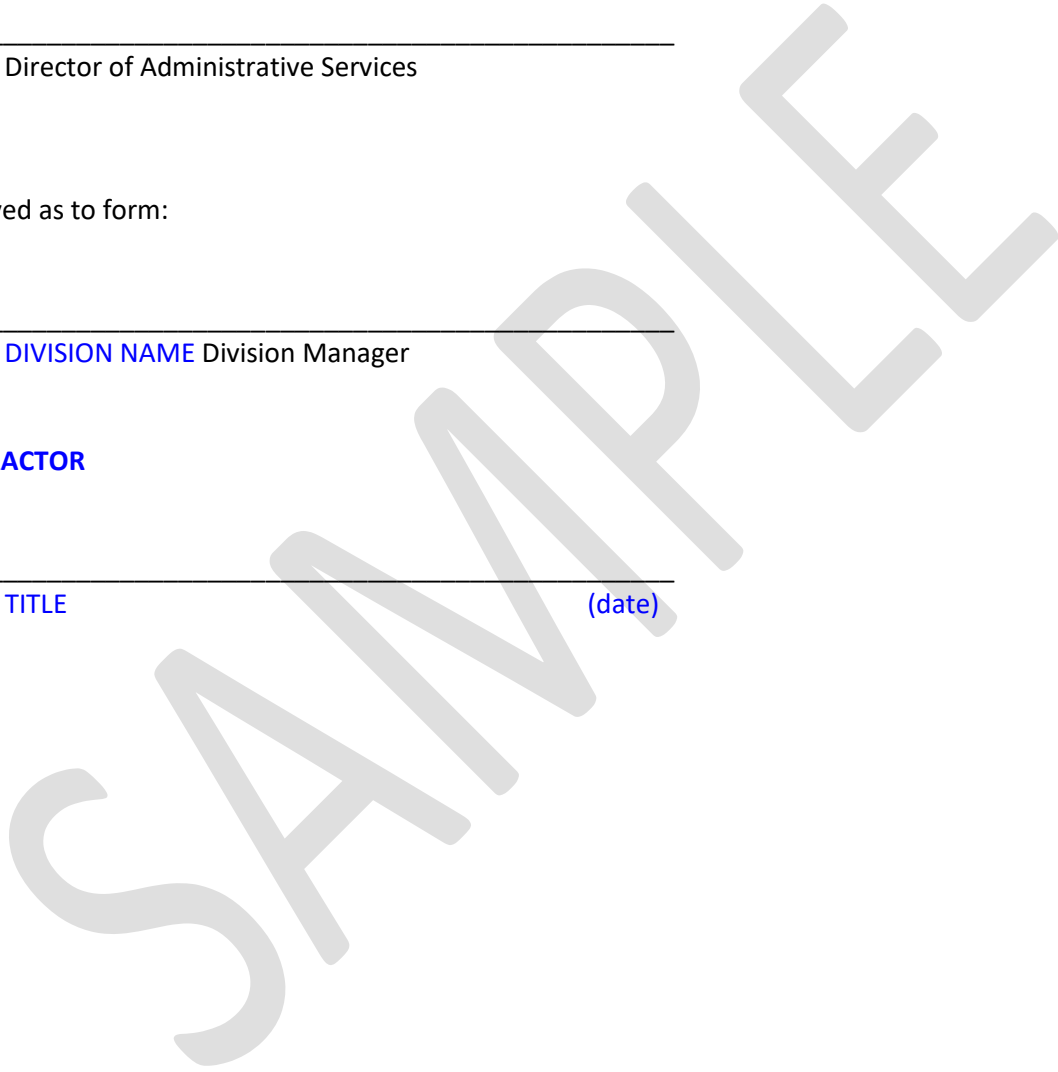 Director of Administrative Services
ved as to form:
DIVISION NAME Division Manager
ACTOR
TITLE (date)
SAMPLE